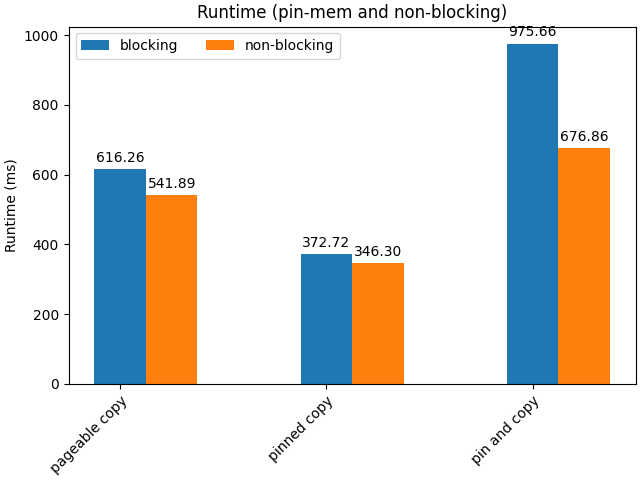 Runtime (pin-mem and non-blocking)
blocking
non-blocking
Runtime (ms)
1000
800
600
400
200
0
616.26
541.89
372.72
346.30
975.66
676.86
pageable copy
pinned copy
pin and copy